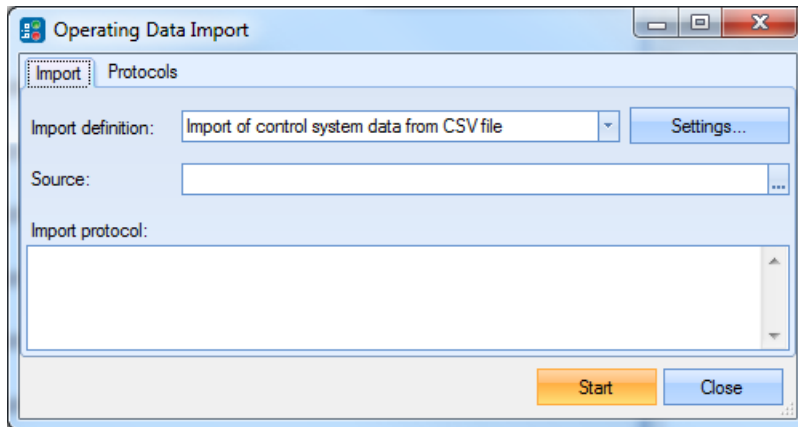 Operating Data Import
Import Protocols
Import definition: Import of control system data from CSV file Settings...
Source: ...
Import protocol:
Start Close